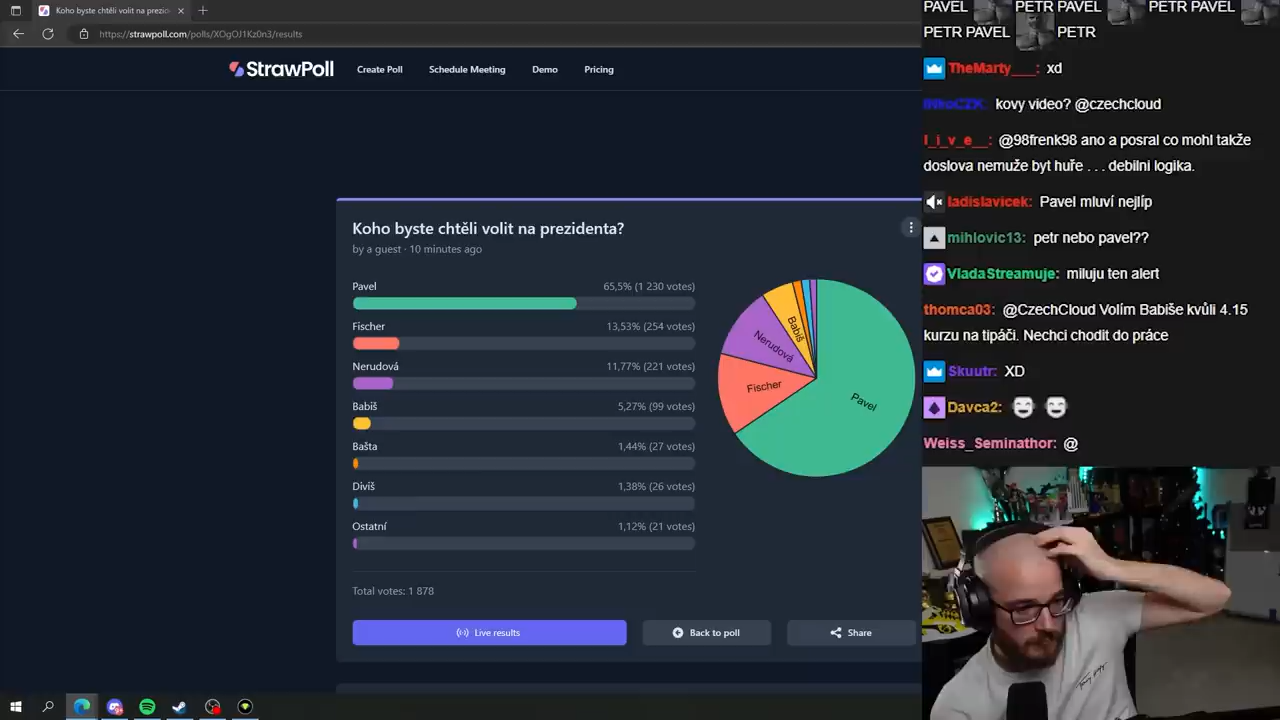 Koho byste chtěli volit na prezid
https://strawpoll.com/polls/XOgOJ1Kz0n3/results
StrawPoll
Create Poll
Schedule Meeting
Demo
Pricing
Koho byste chtěli volit na prezidenta?
by a guest · 10 minutes ago
Pavel 65,5% (1 230 votes)
Fischer 13,53% (254 votes)
Nerudová 11,77% (221 votes)
Babiš 5,27% (99 votes)
Bašta 1,44% (27 votes)
Diviš 1,38% (26 votes)
Ostatní 1,12% (21 votes)
Babiš
Nerudová
Fischer
Pavel
Total votes: 1 878
Live results
Back to poll
Share
PAVEL PETR PAVEL PETR PAVEL
PETR PAVEL PETR
TheMarty___: xd
kovy video? @czechcloud
l_i_v_e__: @98frenk98 ano a posral co mohl takže
doslova nemuže byt huře . . . debilni logika.
ladislavicek: Pavel mluví nejlíp
mihlovic13: petr nebo pavel??
VladaStreamuje: miluju ten alert
thomca03: @CzechCloud Volím Babiše kvůli 4.15
kurzu na tipáči. Nechci chodit do práce
Skuutr: XD
Davca2:
Weiss_Seminathor: @